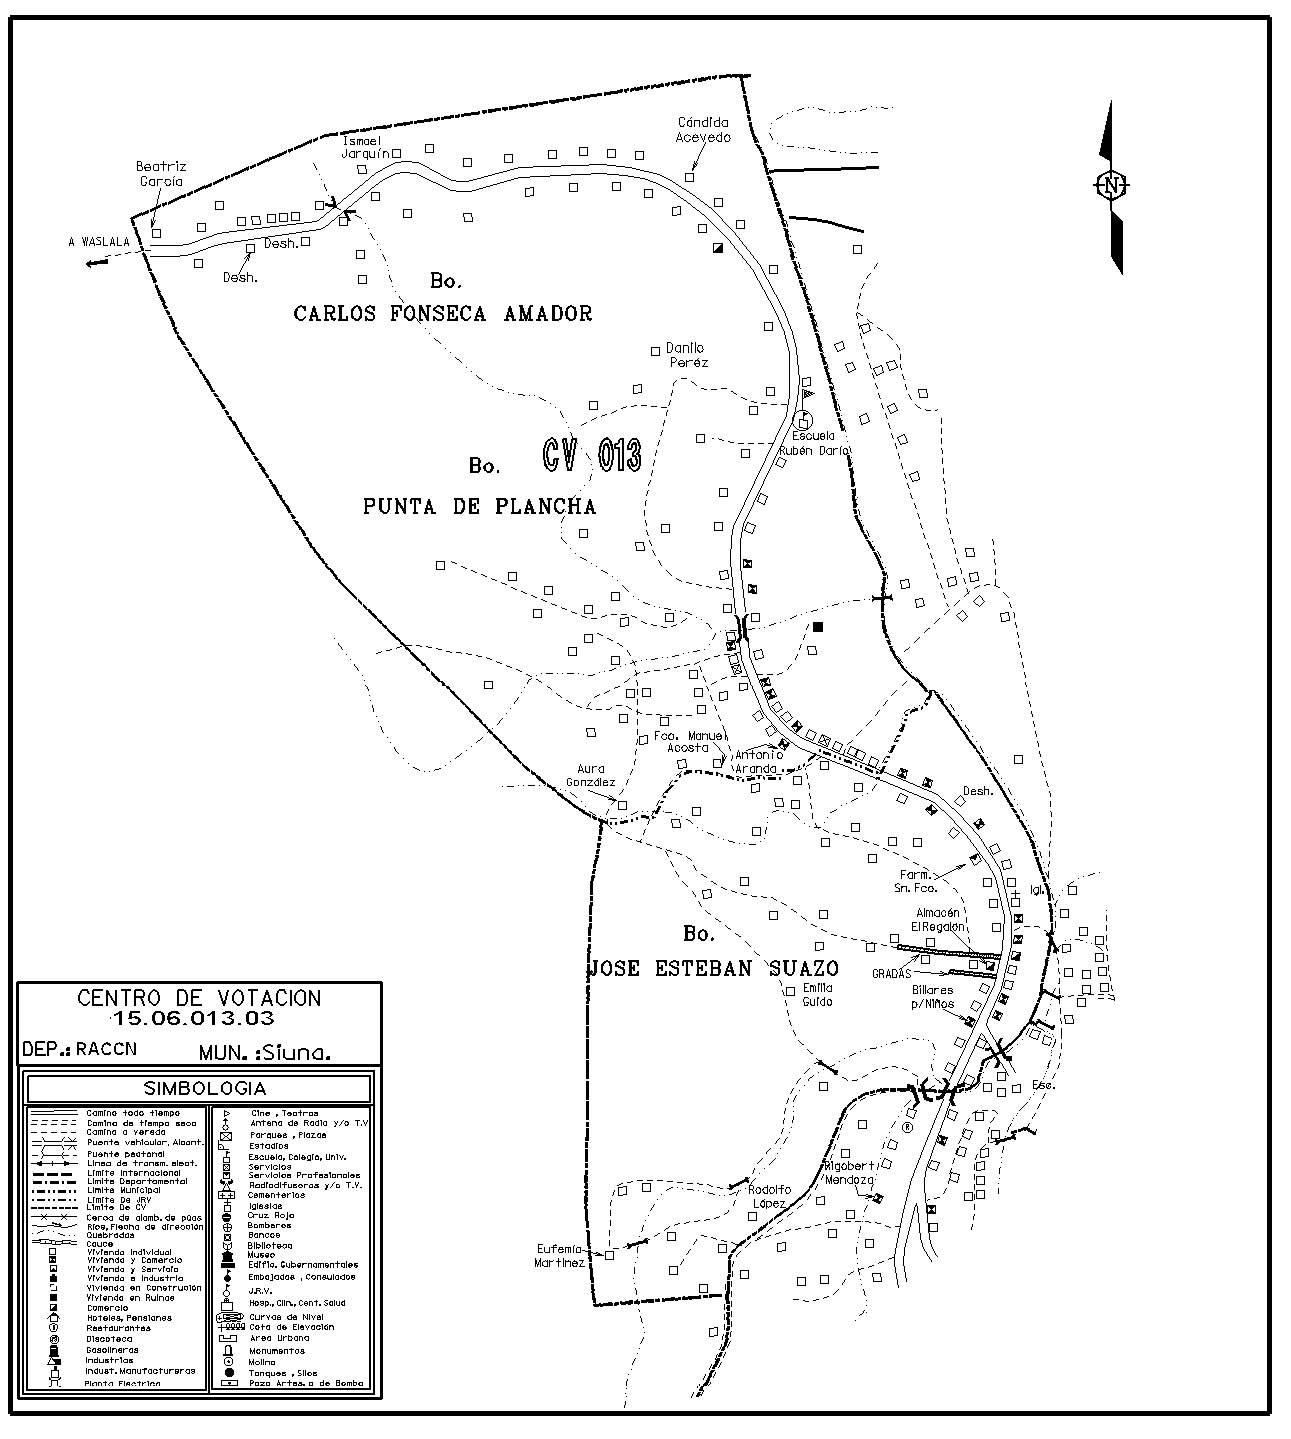 Cándida
Acevedo
Ismael
Jarquín
Beatriz
García
N
A WASLALA
Desh.
Desh.
Bo.
CARLOS FONSECA AMADOR
Danilo
Peréz
Escuela
Rubén Darío
CV 013
Bo.
PUNTA DE PLANCHA
Fco. Manuel
Acosta
Antonio
Aranda
Aura
González
Desh.
Farm.
Sn. Fco.
Igl.
Almacén
El Regalón
Bo.
JOSE ESTEBAN SUAZO
GRADAS
Emilia
Guido
Billares
p/Niños
Esc.
R
Rigobert
Mendoza
Rodolfo
López
Eufemia
Martinez
CENTRO DE VOTACION
15.06.013.03
DEP.: RACCN MUN. :Siuna.
SIMBOLOGIA
Camino todo tiempo
Camino de tiempo seco
Camino a vereda
Puente vehicular, Alcant.
Puente peatonal
Linea de transm. elect.
Limite Internacional
Limite Departamental
Limite Municipal
Limite De JRV
Limite De CV
Cerca de alamb. de púas
Rios, Flecha de dirección
Quebradas
Cauce
Vivienda Individual
Vivienda y Comercio
Vivienda y Servicio
Vivienda e Industria
Vivienda en Construción
Vivienda en Ruinas
Comercio
Hoteles, Pensiones
Restaurantes
Discoteca
Gasolineras
Industrias
Indust. Manufactureras
Planta Electrica
Cine , Teatros
Antena de Radio y/o T.V
Parques , Plazas
Estadios
Escuela, Colegio, Univ.
Servicios
Servicios Profesionales
Radiodifusoras y/o T.V.
Cementerios
Iglesias
Cruz Roja
Bomberos
Bancos
Biblioteca
Museo
Edificio. Gubernamentales
Embajadas , Consulados
J.R.V.
Hosp., Clin., Cent. Salud
Curvas de Nivel
Cota de Elevación
Area Urbana
Monumentos
Molino
Tanques , Silos
Pozo Artes. o de Bomba